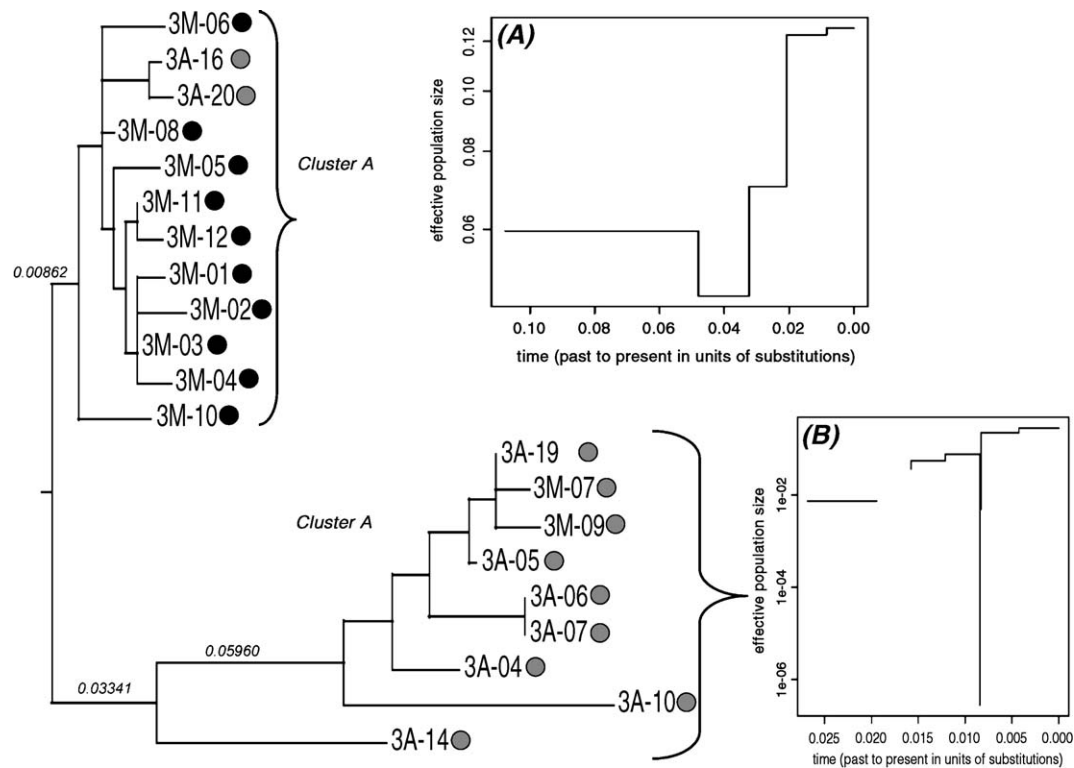 3M-06
3A-16
3A-20
3M-08
3M-05
3M-11
3M-12
3M-01
3M-02
3M-03
3M-04
3M-10
Cluster A
0.00862
3A-19
3M-07
3M-09
3A-05
3A-06
3A-07
3A-04
3A-10
3A-14
Cluster A
0.05960
0.03341
(A)
effective population size
0.12
0.10
0.08
0.06
0.10 0.08 0.06 0.04 0.02 0.00
time (past to present in units of substitutions)
(B)
effective population size
1e-02
1e-04
1e-06
0.025 0.020 0.015 0.010 0.005 0.000
time (past to present in units of substitutions)